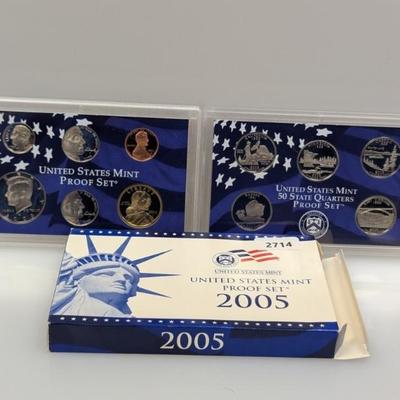 UNITED STATES MINT
PROOF SET
UNITED STATES MINT
50 STATE QUARTERS
PROOF SET
2714
UNITED STATES MINT
UNITED STATES MINT
PROOF SET
2005
2005